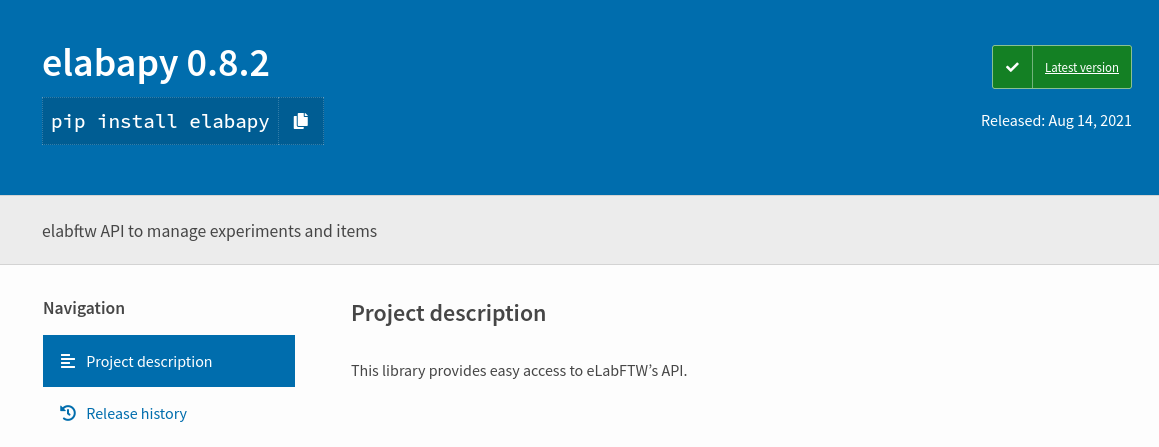 elabapy 0.8.2
Latest version
pip install elabapy
Released: Aug 14, 2021
elabftw API to manage experiments and items
Navigation
Project description
Release history
Project description
This library provides easy access to eLabFTW’s API.